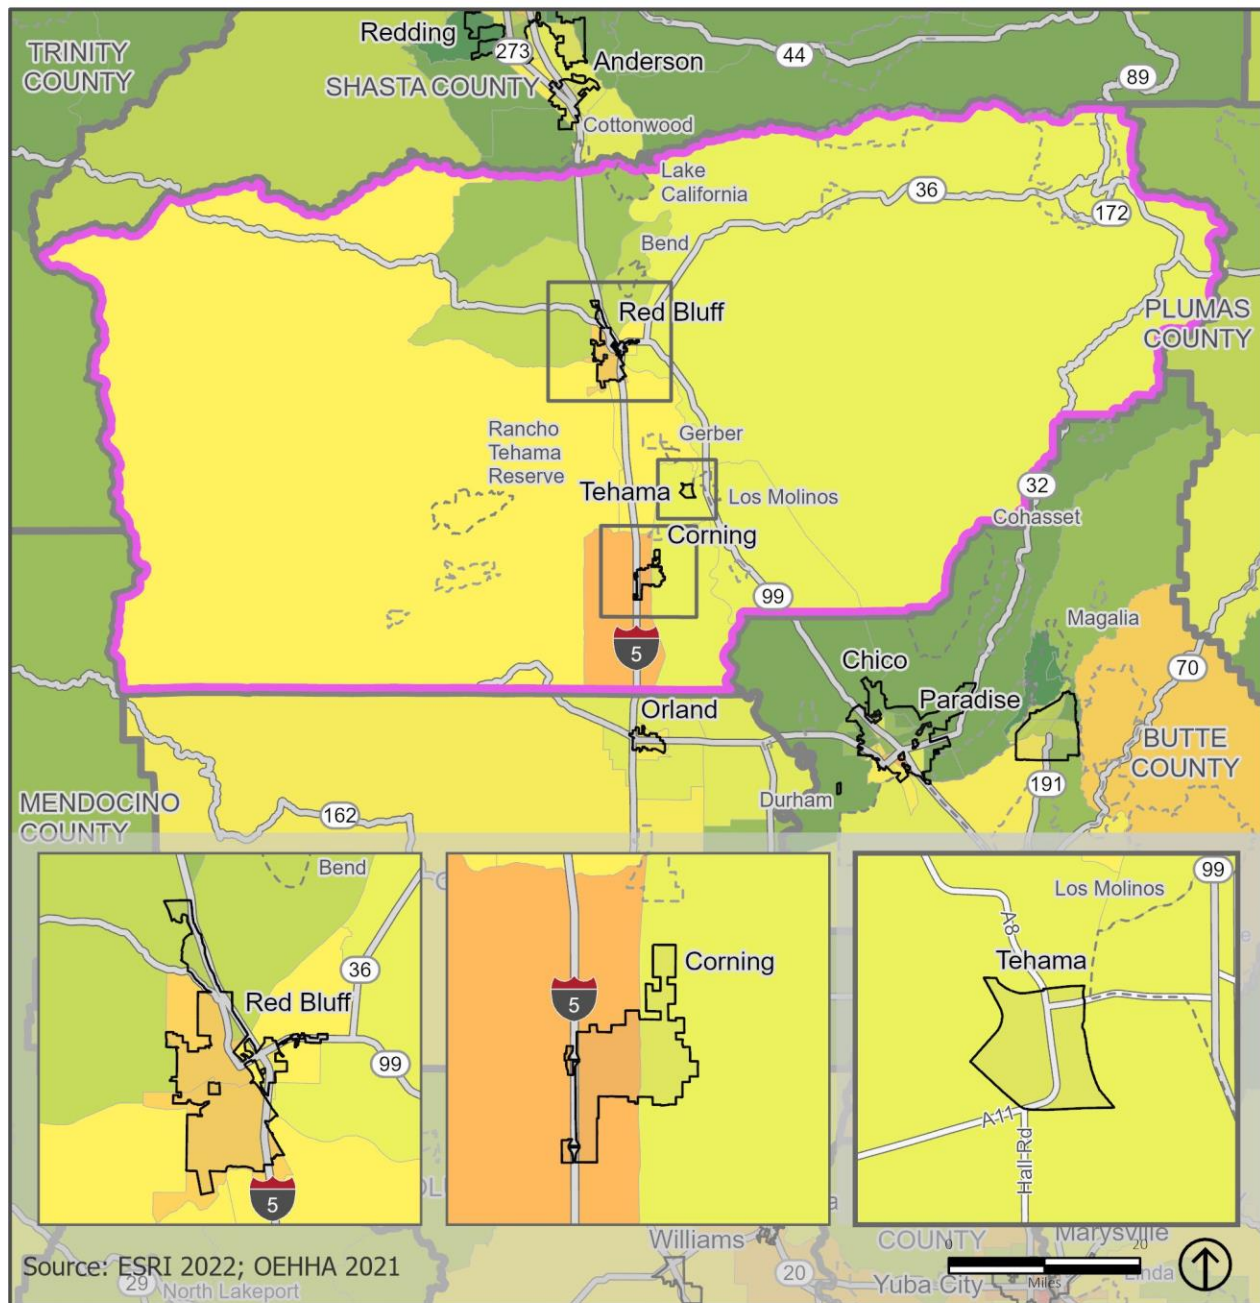 Redding
TRINITY
COUNTY
273
Anderson
44
89
SHASTA COUNTY
Cottonwood
Lake
California
36
172
Bend
Red Bluff
PLUMAS
COUNTY
Rancho
Tehama
Reserve
Gerber
Tehama
Los Molinos
32
Cohasset
Corning
99
Magalia
5
Chico
70
Paradise
Orland
BUTTE
COUNTY
191
Durham
MENDOCINO
COUNTY
162
Bend
36
Red Bluff
99
5
Corning
5
99
Los Molinos
A8
Tehama
A11
Hall Rd
Williams
COUNTY
Marysville
0
20
Miles
Source: ESRI 2022; OEHHA 2021
29
North Lakeport
20
Yuba City
Linda